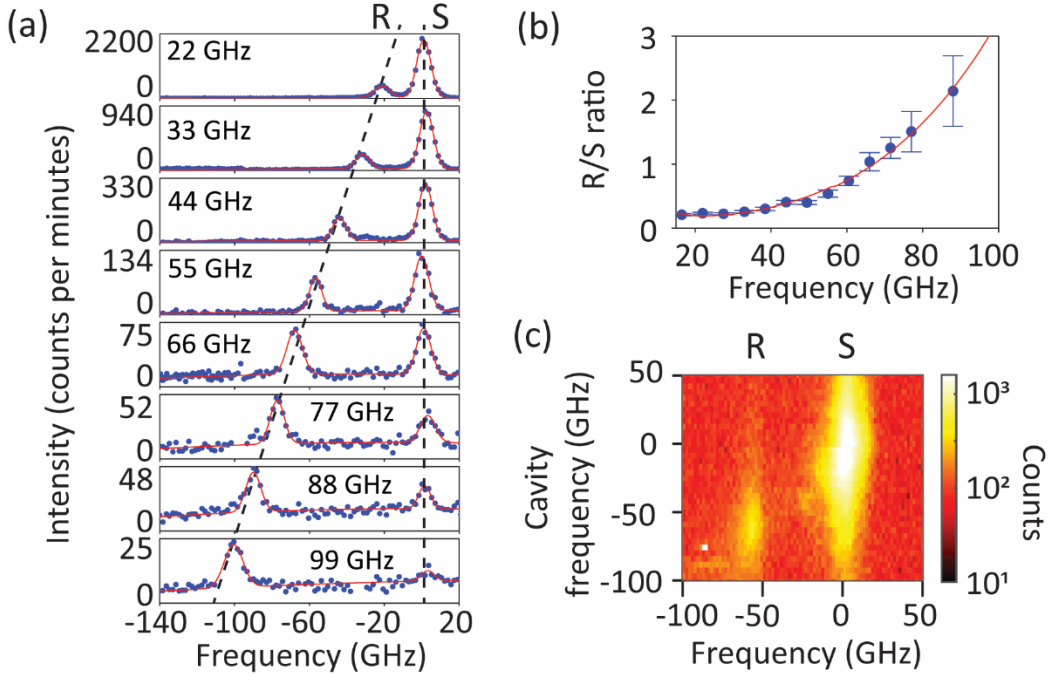 (a)
R
S
2200
0
22 GHz
940
0
33 GHz
330
0
44 GHz
134
0
55 GHz
75
0
66 GHz
52
0
77 GHz
48
0
88 GHz
25
0
99 GHz
-140
-100
-60
-20
20
Frequency (GHz)
Intensity (counts per minutes)
(b)
3
2
1
0
R/S ratio
20
40
60
80
100
Frequency (GHz)
(c)
R
S
50
0
-50
-100
Cavity
frequency (GHz)
-100
-50
0
50
Frequency (GHz)
10³
10²
10¹
Counts